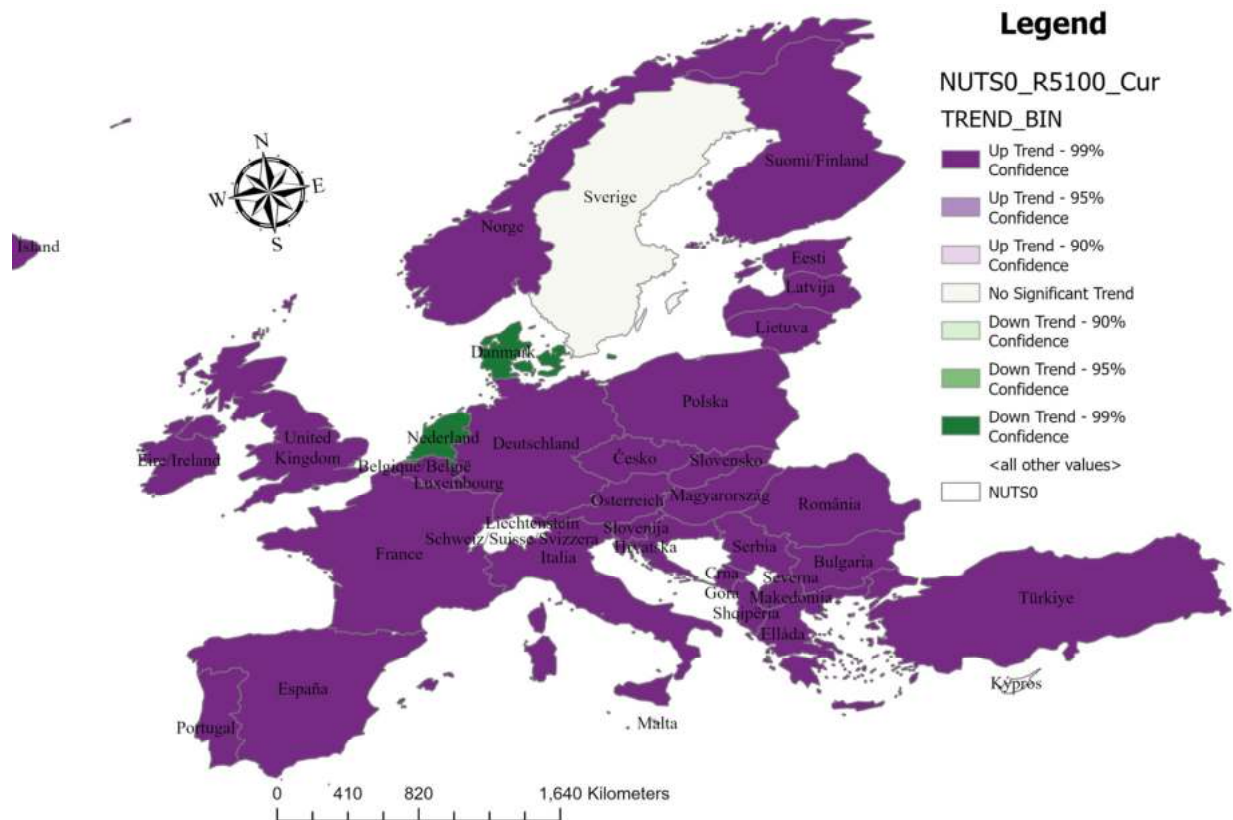 Legend
NUTS0_R5100_Cur
TREND_BIN
Up Trend - 99%
Confidence
Up Trend - 95%
Confidence
Up Trend - 90%
Confidence
No Significant Trend
Down Trend - 90%
Confidence
Down Trend - 95%
Confidence
Down Trend - 99%
Confidence
<all other values>
NUTS0
N
W E
S
Ísland
Suomi/Finland
Sverige
Norge
Eesti
Latvija
Lietuva
Danmark
Polska
Nederland
Deutschland
United
Kingdom
Éire/Ireland
Belgique/België
Luxembourg
Česko
Slovensko
Österreich
Magyarország
România
Liechtenstein
Schweiz/Suisse/Svizzera
Slovenija
Hrvatska
France
Italia
Serbia
Bulgaria
Crna
Gora
Severna
Makedonia
Shqipëria
Elláda
Türkiye
Kýpros
España
Portugal
Malta
0 410 820 1,640 Kilometers